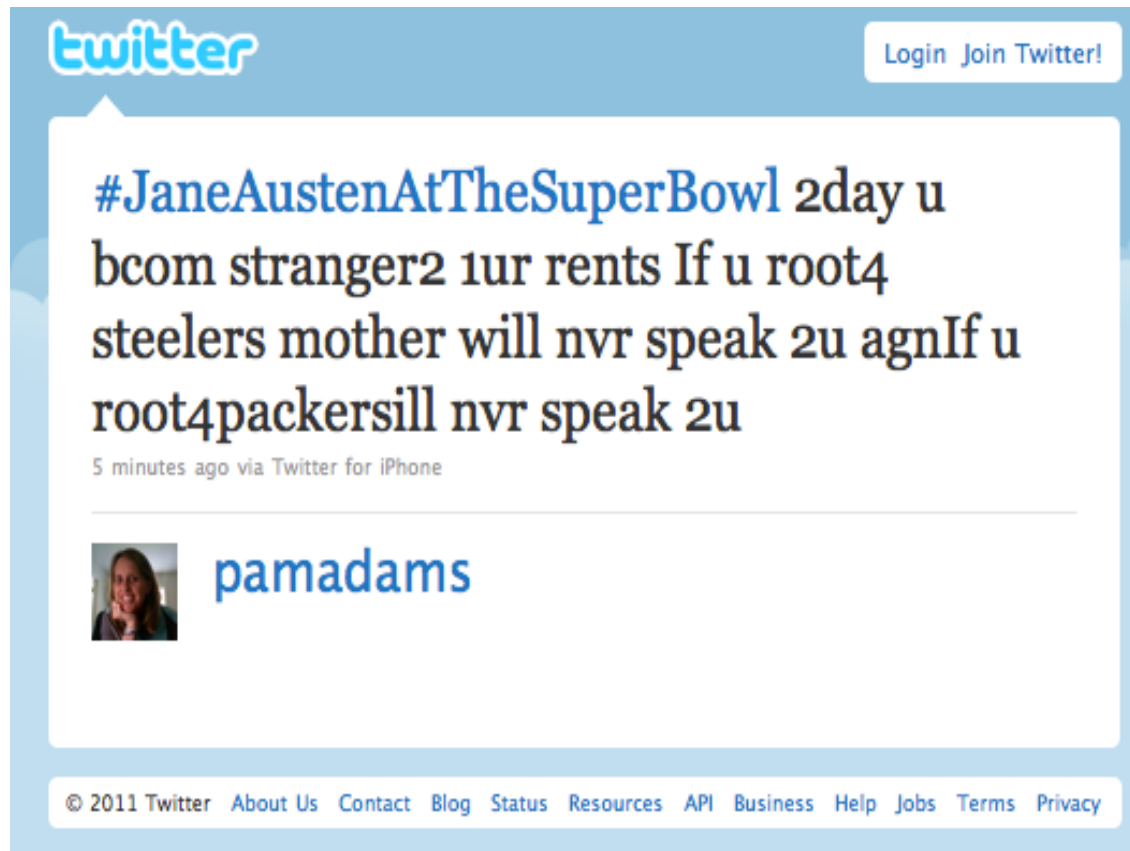 twitter
Login Join Twitter!
#JaneAustenAtTheSuperBowl 2day u
bcom stranger2 1ur rents If u root4
steelers mother will nvr speak 2u agnIf u
root4packersill nvr speak 2u
5 minutes ago via Twitter for iPhone
pamadams
© 2011 Twitter About Us Contact Blog Status Resources API Business Help Jobs Terms Privacy